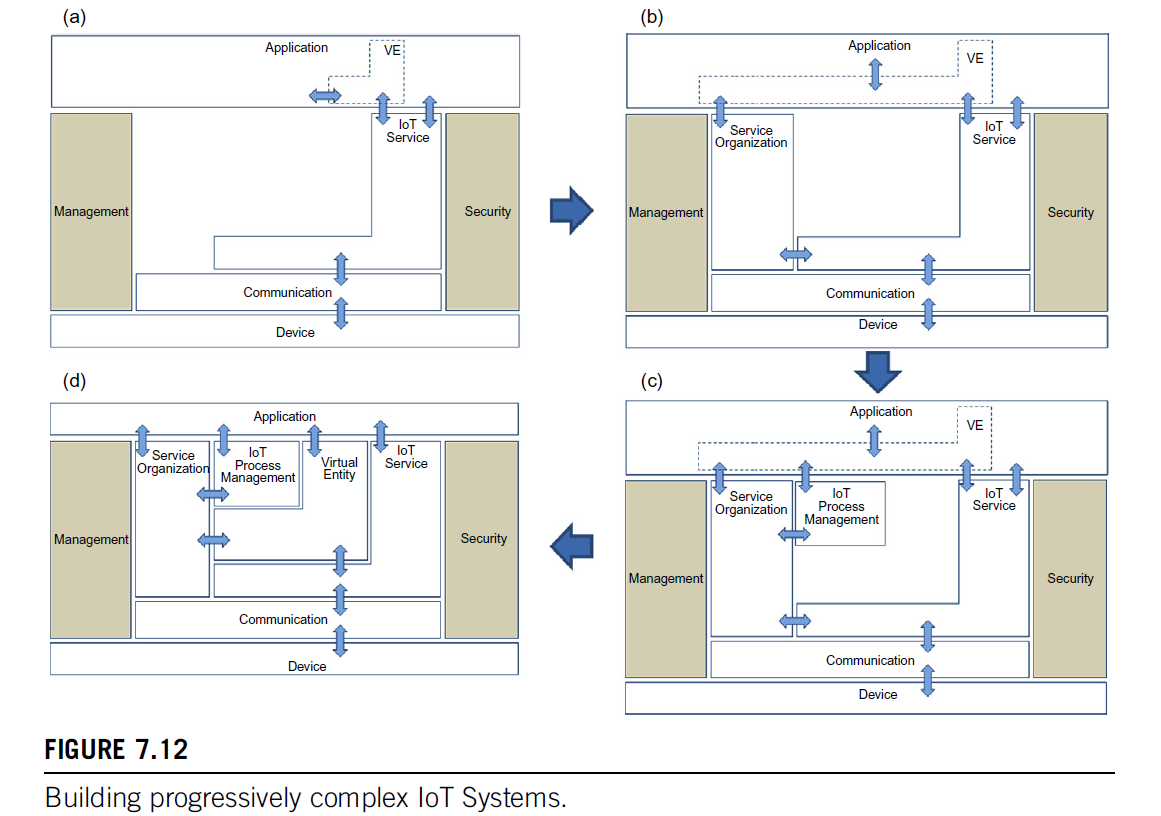 (a)
Application
VE
IoT
Service
Management
Security
Communication
Device
(b)
Application
VE
Service
Organization
IoT
Service
Management
Security
Communication
Device
(d)
Application
Service
Organization
IoT
Process
Management
Virtual
Entity
IoT
Service
Management
Security
Communication
Device
(c)
Application
VE
Service
Organization
IoT
Process
Management
IoT
Service
Management
Security
Communication
Device
FIGURE 7.12
Building progressively complex IoT Systems.